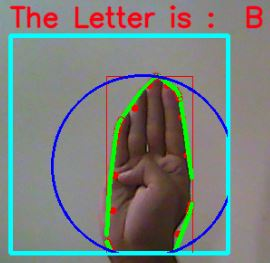 The Letter is : B